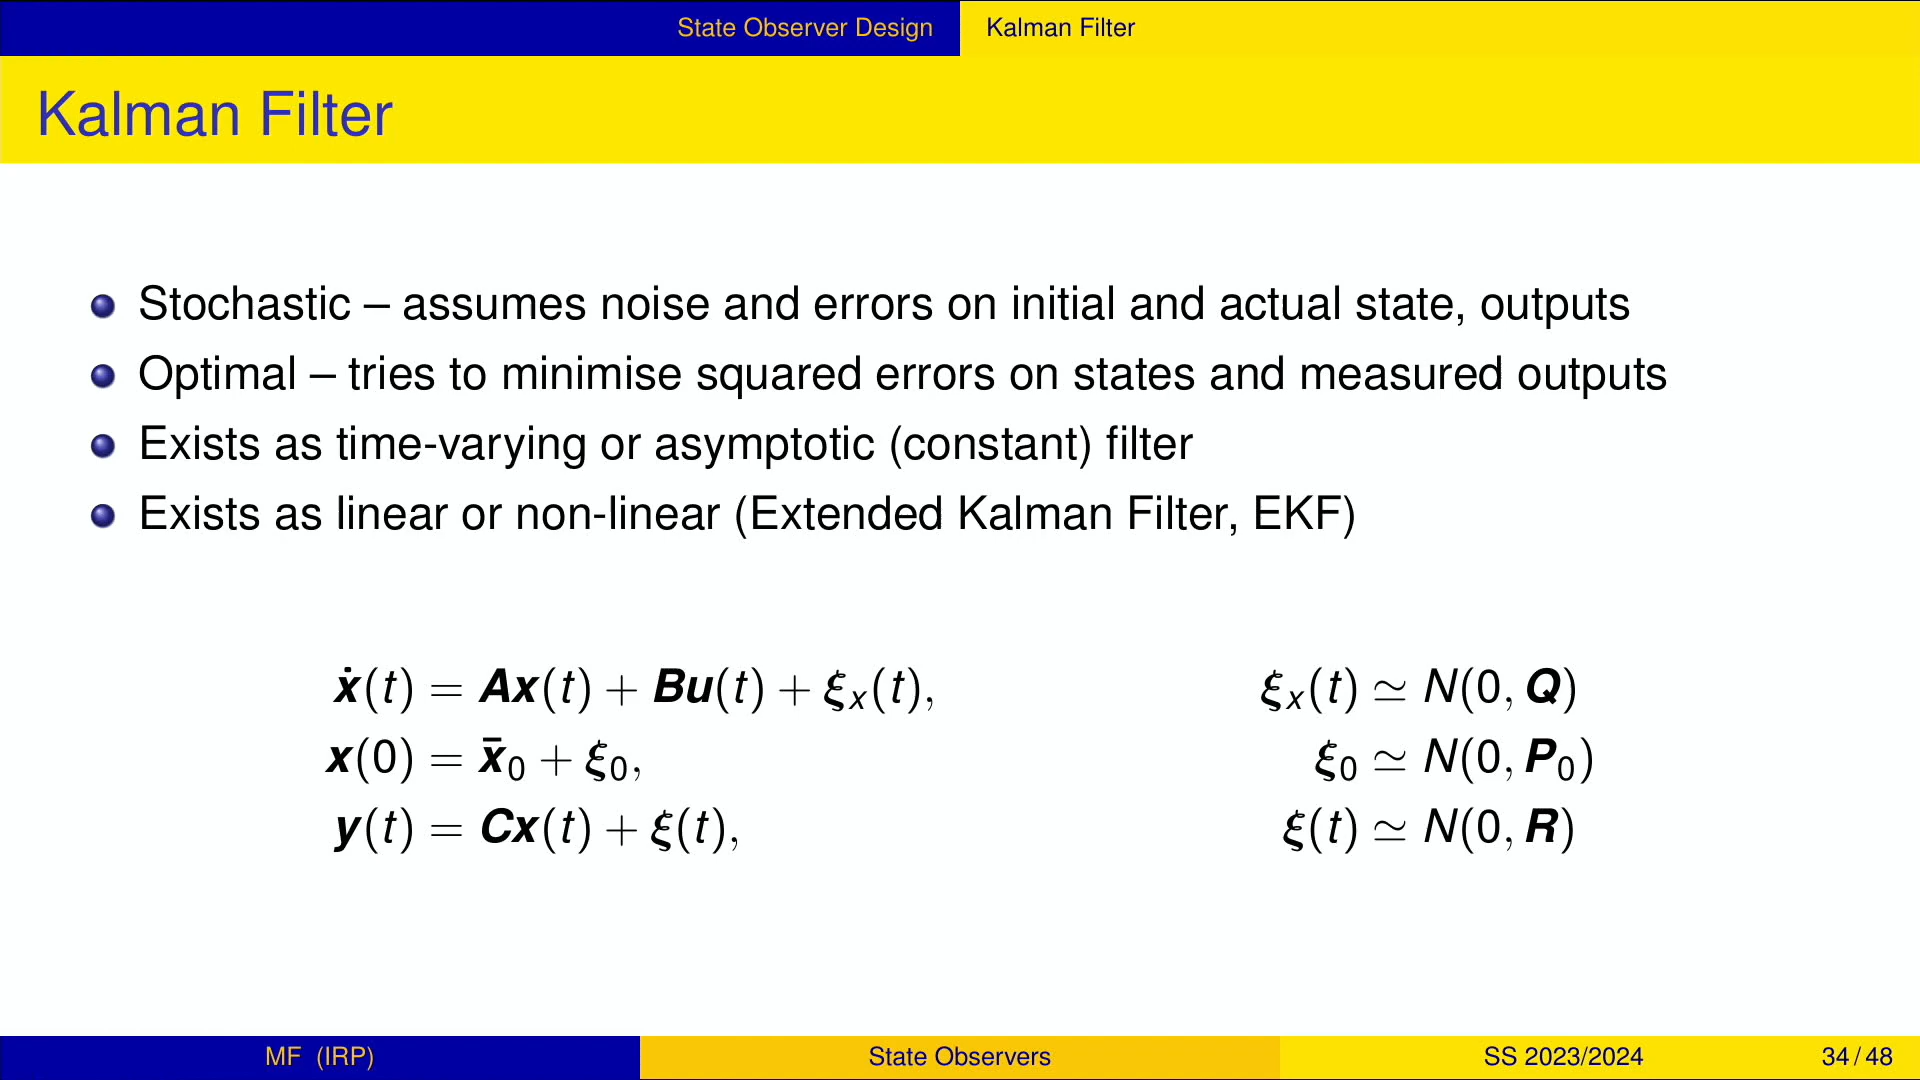 State Observer Design
Kalman Filter
Kalman Filter
Stochastic – assumes noise and errors on initial and actual state, outputs
Optimal – tries to minimise squared errors on states and measured outputs
Exists as time-varying or asymptotic (constant) filter
Exists as linear or non-linear (Extended Kalman Filter, EKF)
ẋ(t) = Ax(t) + Bu(t) + ξₓ(t), ξₓ(t) ≃ N(0, Q)
x(0) = x̄₀ + ξ₀, ξ₀ ≃ N(0, P₀)
y(t) = Cx(t) + ξ(t), ξ(t) ≃ N(0, R)
MF (IRP)
State Observers
SS 2023/2024
34 / 48